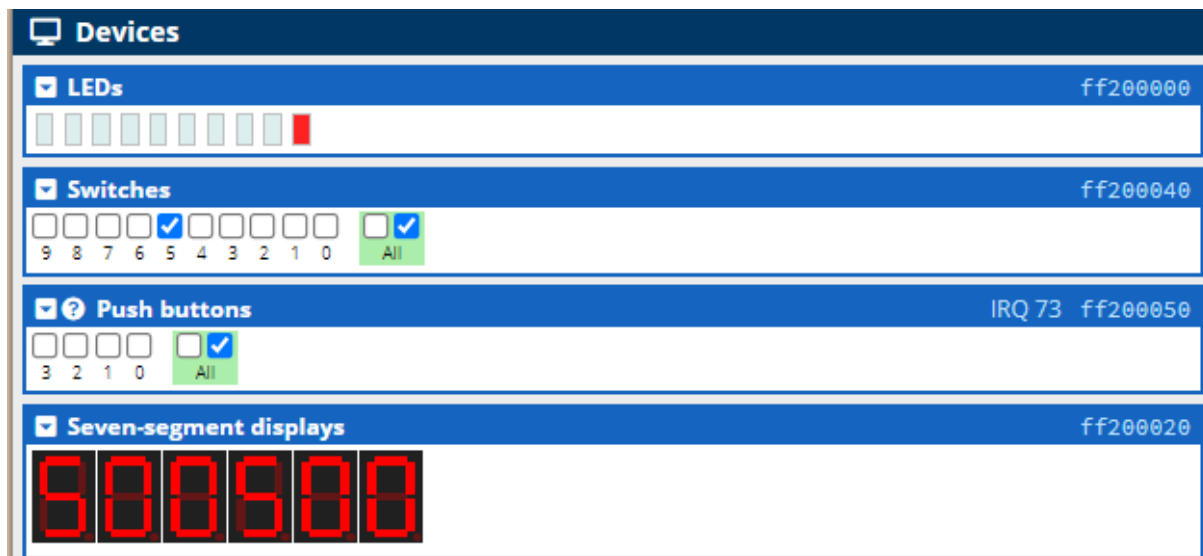 Devices
LEDs ff200000
Switches ff200040
9 8 7 6 5 4 3 2 1 0 All
Push buttons IRQ 73 ff200050
3 2 1 0 All
Seven-segment displays ff200020
500500